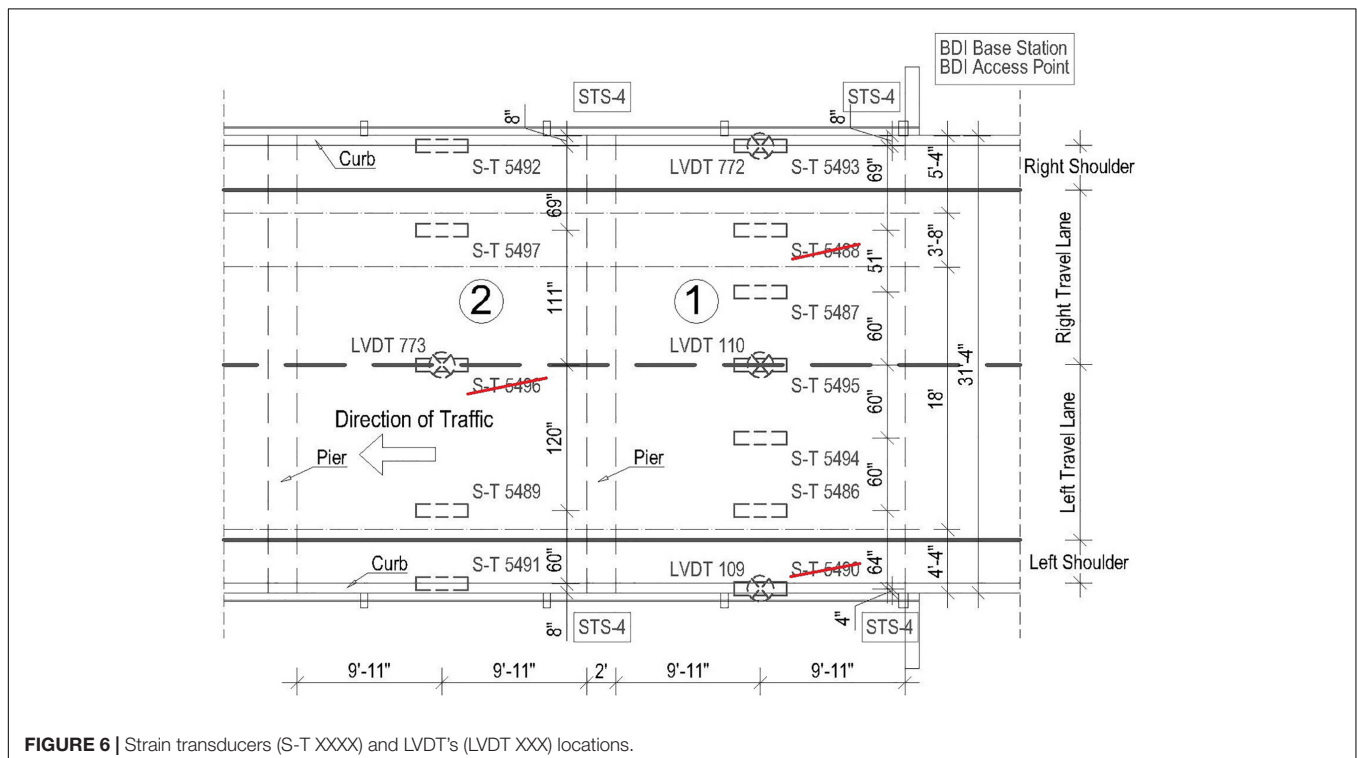 BDI Base Station
BDI Access Point
STS-4
STS-4
8"
8"
Curb
S-T 5492
LVDT 772
S-T 5493
69"
5'-4"
Right Shoulder
69"
S-T 5497
S-T 5488
51"
3'-8"
Right Travel Lane
2
111"
1
S-T 5487
60"
31'-4"
LVDT 773
LVDT 110
S-T 5496
S-T 5495
60"
18'
Direction of Traffic
120"
Pier
Pier
S-T 5494
60"
Left Travel Lane
S-T 5489
S-T 5486
Curb
S-T 5491
60"
LVDT 109
S-T 5490
64"
4'-4"
Left Shoulder
8"
STS-4
4"
STS-4
9'-11"
9'-11"
2'
9'-11"
9'-11"
FIGURE 6 | Strain transducers (S-T XXXX) and LVDT's (LVDT XXX) locations.